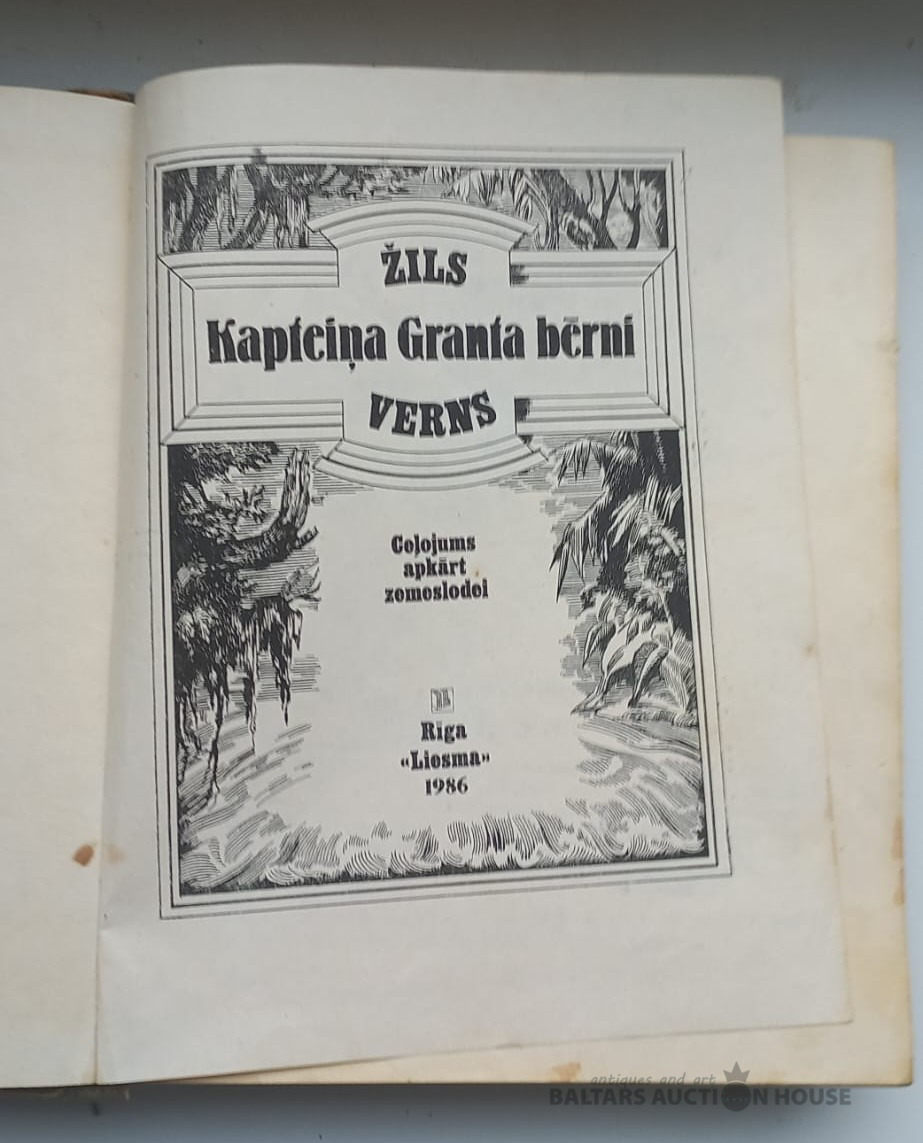 ŽILS
Kapteiņa Granta bērni
VERNS
Ceļojums
apkārt
zemeslodei
Rīga
«Liesma»
1986
antiques and art
BALTARS AUCTION HOUSE